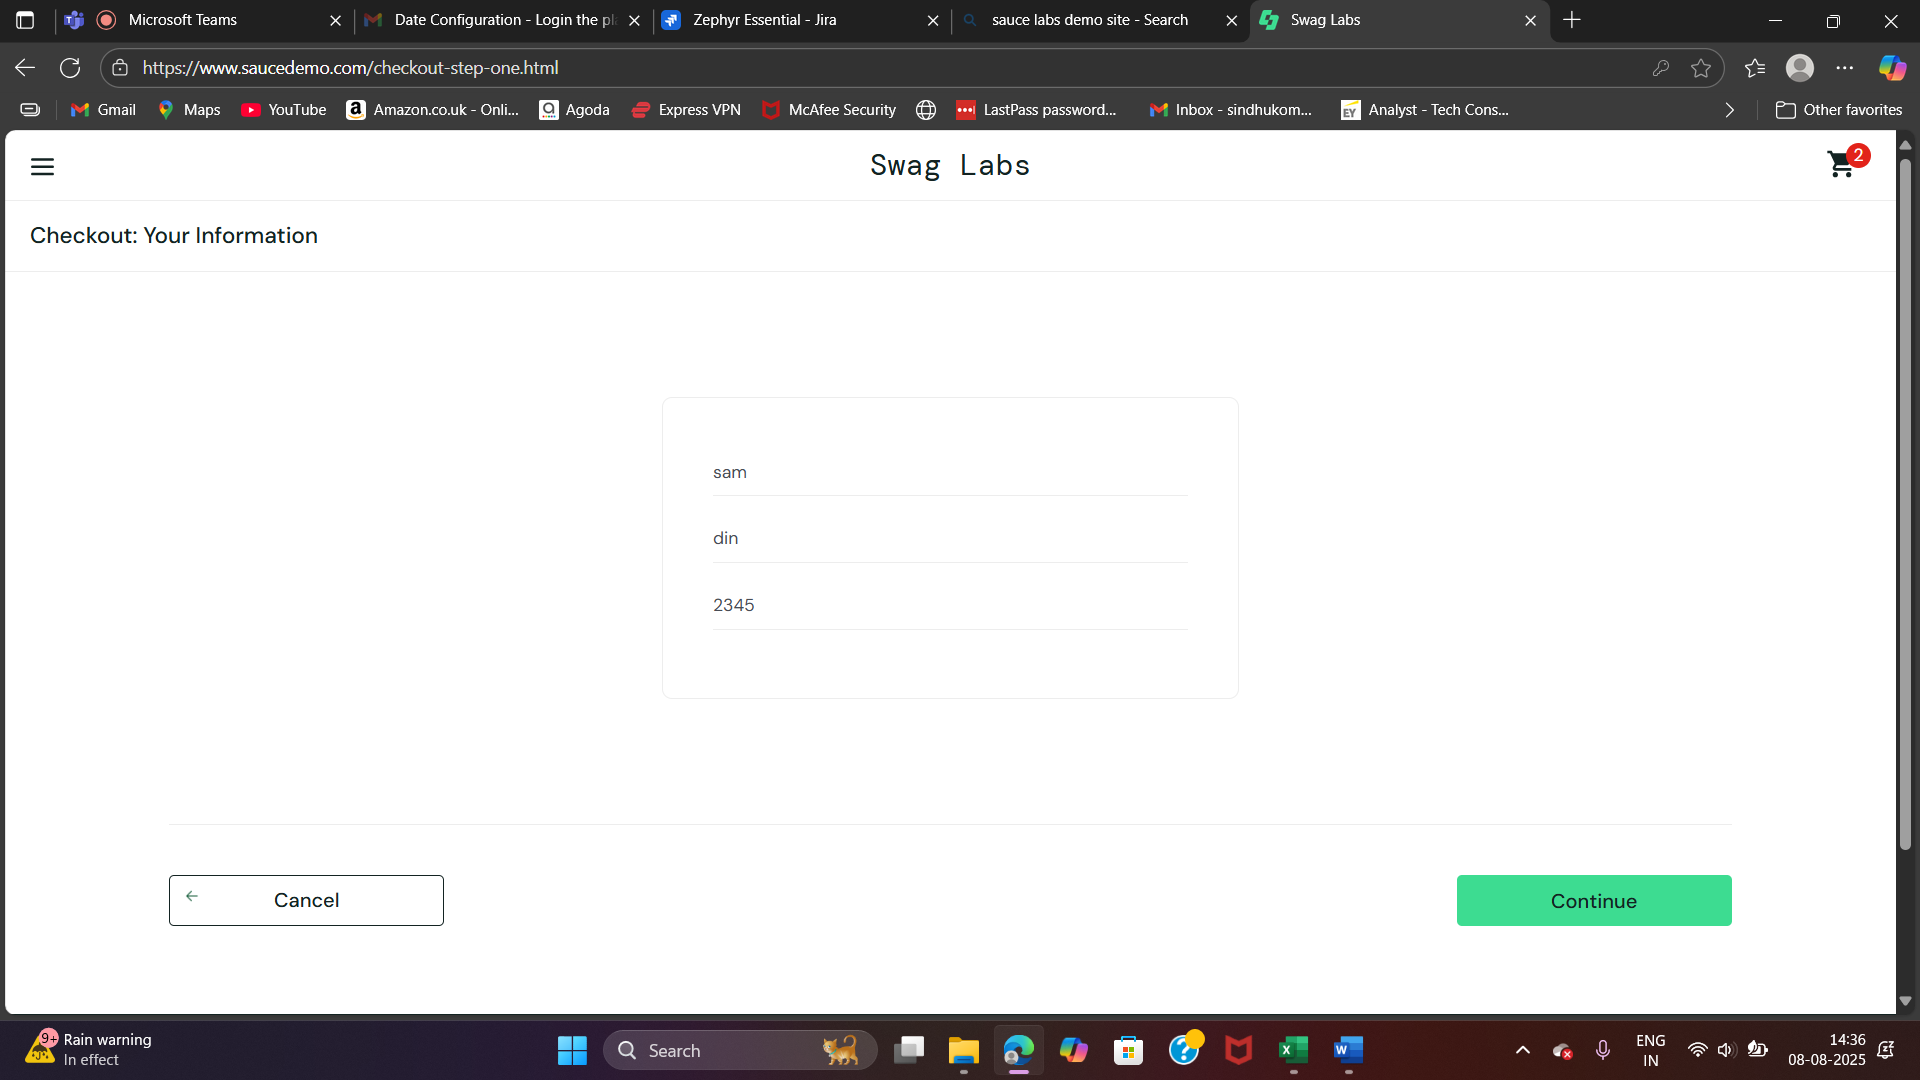 Microsoft Teams
Date Configuration - Login the pl
Zephyr Essential - Jira
sauce labs demo site - Search
Swag Labs
https://www.saucedemo.com/checkout-step-one.html
Gmail
Maps
YouTube
Amazon.co.uk - Onli...
Agoda
Express VPN
McAfee Security
LastPass password...
Inbox - sindhukom...
EY
Analyst - Tech Cons...
Other favorites
Swag Labs
2
Checkout: Your Information
sam
din
2345
Cancel
Continue
9+
Rain warning
In effect
Search
ENG
IN
14:36
08-08-2025